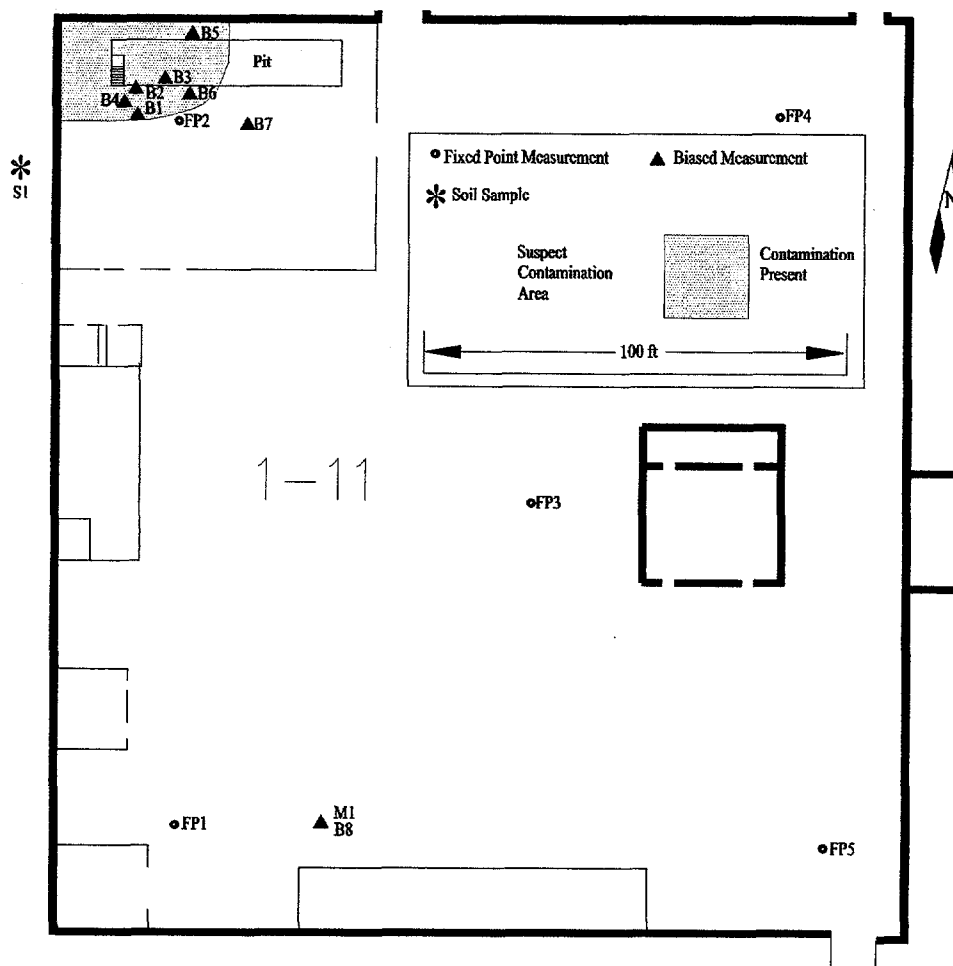 B5
Pit
B3
B2
B6
B4
B1
FP2
B7
FP4
S1
Fixed Point Measurement
Biased Measurement
Soil Sample
N
Suspect
Contamination
Area
Contamination
Present
100 ft
1-11
FP3
M1
B8
FP1
FP5